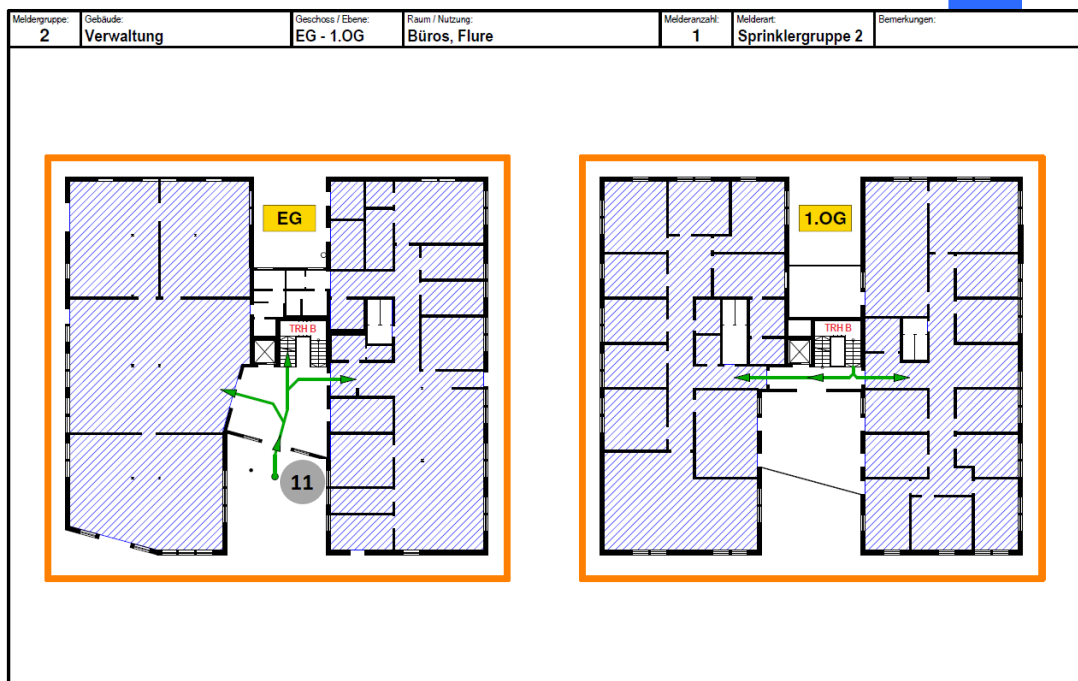 Meldergruppe: Gebäude: Geschoss / Ebene: Raum / Nutzung: Melderanzahl: Melderart: Bemerkungen:
2 Verwaltung EG - 1.OG Büros, Flure 1 Sprinklergruppe 2
EG 1.OG
TRH B TRH B
11